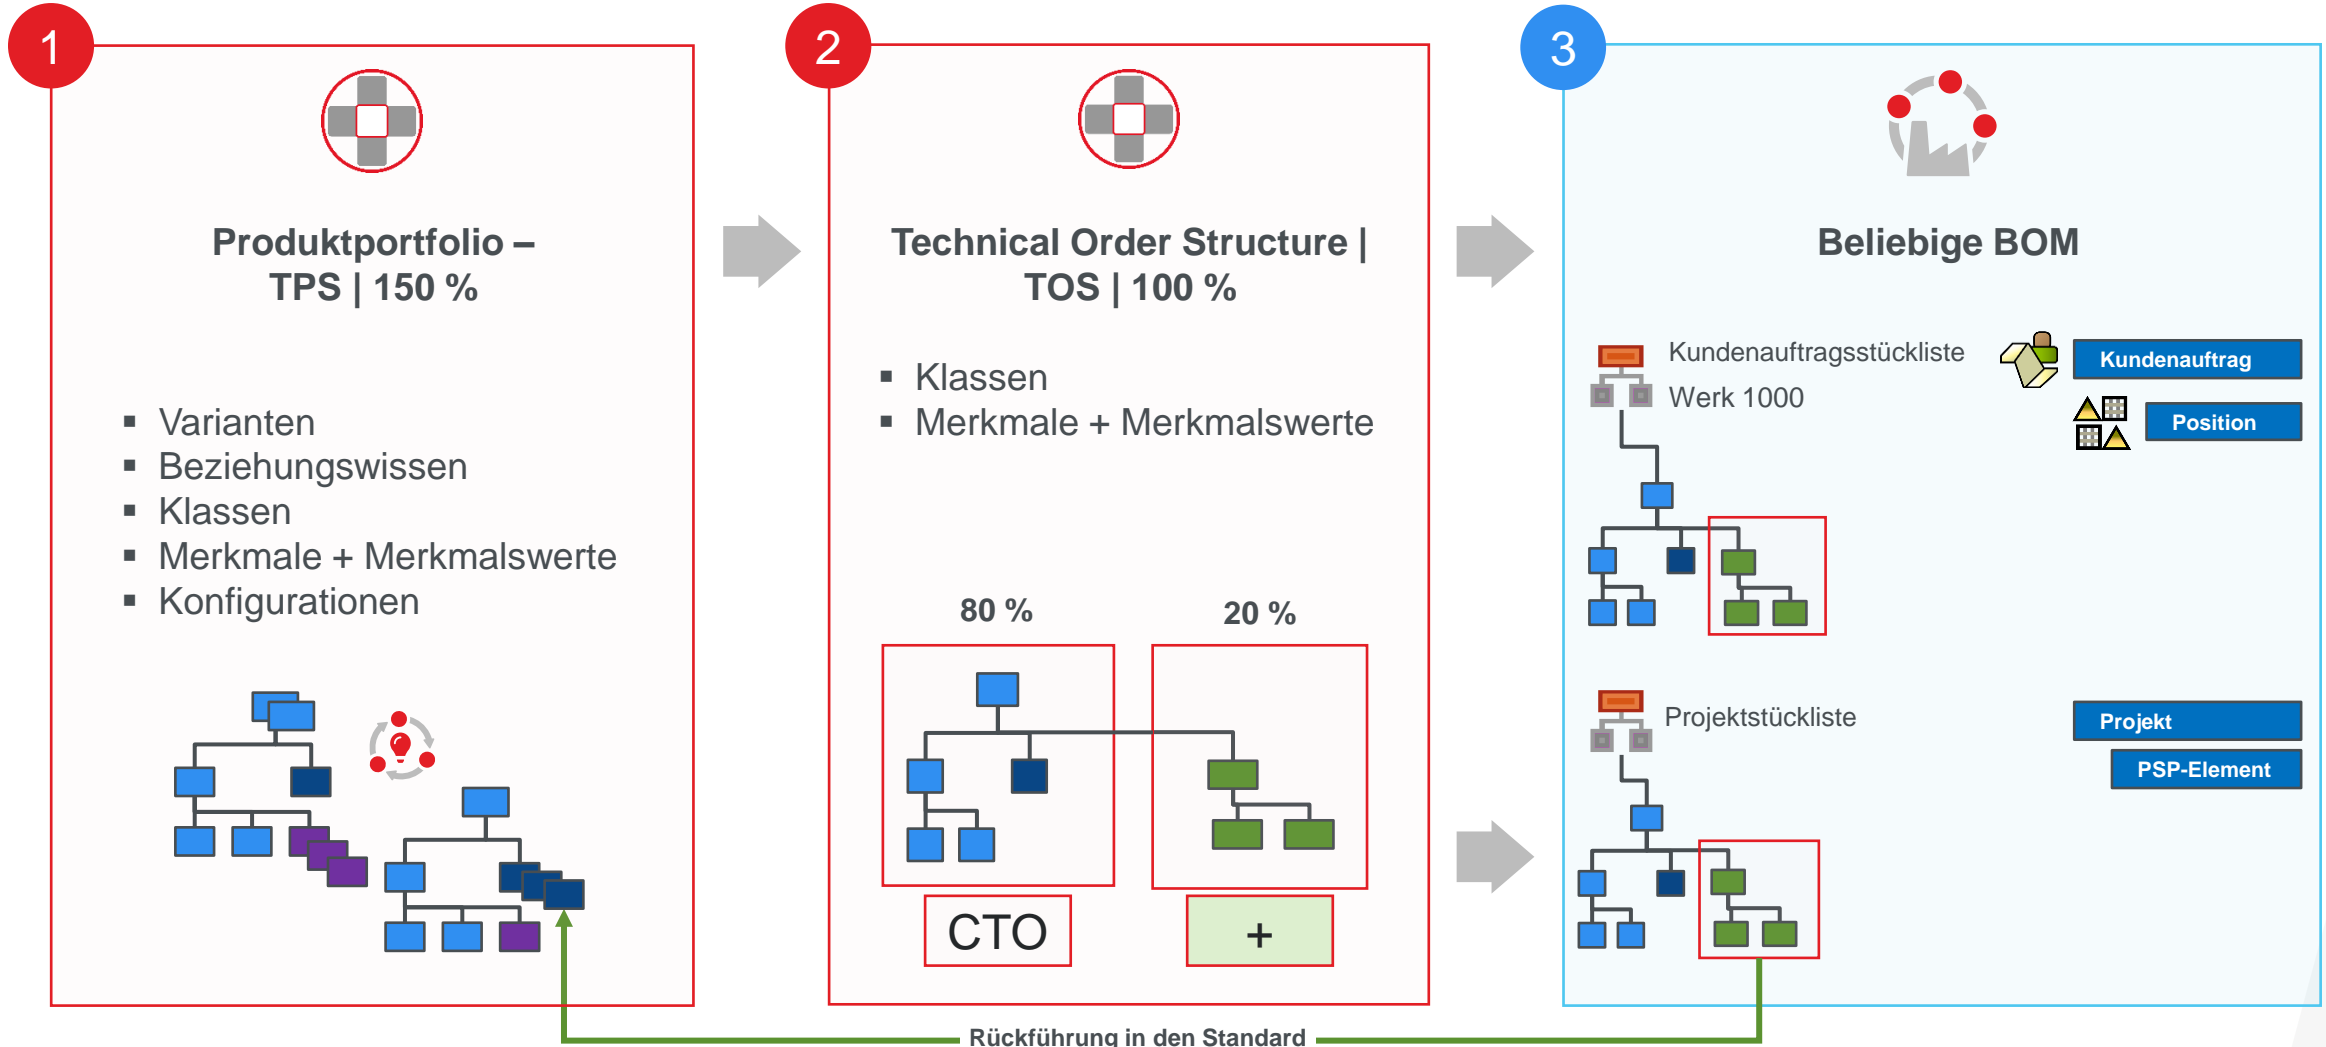 1
Produktportfolio –
TPS | 150 %
▪ Varianten
▪ Beziehungswissen
▪ Klassen
▪ Merkmale + Merkmalswerte
▪ Konfigurationen
2
Technical Order Structure |
TOS | 100 %
▪ Klassen
▪ Merkmale + Merkmalswerte
80 %
20 %
CTO
+
3
Beliebige BOM
Kundenauftragsstückliste
Werk 1000
Kundenauftrag
Position
Projektstückliste
Projekt
PSP-Element
Rückführung in den Standard